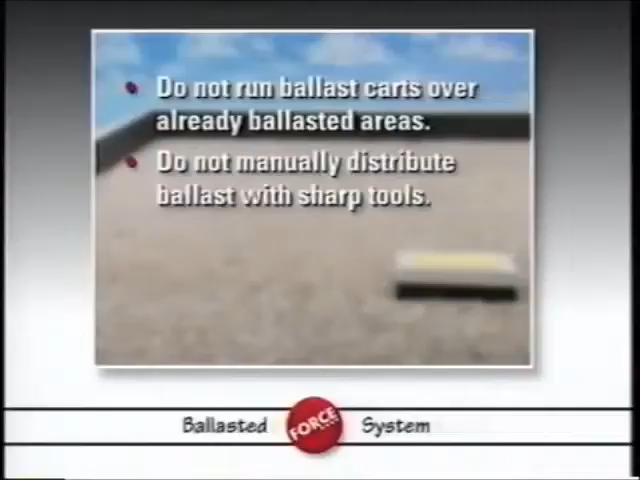 Do not run ballast carts over
already ballasted areas.
Do not manually distribute
ballast with sharp tools.
Ballasted FORCE System